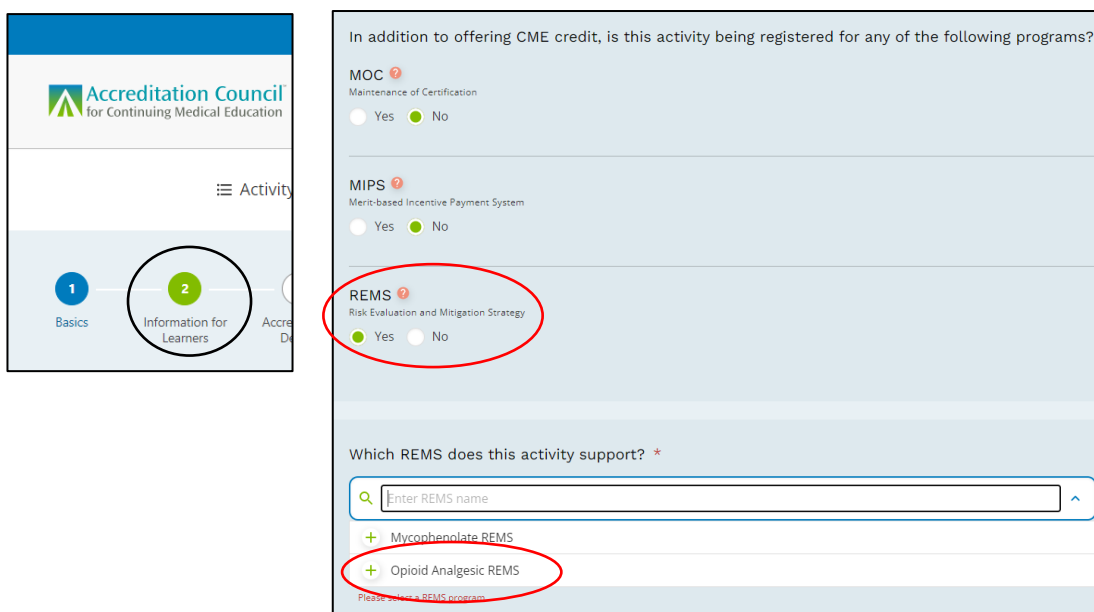 Accreditation Council™
for Continuing Medical Education
Activity
1
2
Basics
Information for
Learners
Accre
De
In addition to offering CME credit, is this activity being registered for any of the following programs?
MOC ?
Maintenance of Certification
Yes No
MIPS ?
Merit-based Incentive Payment System
Yes No
REMS ?
Risk Evaluation and Mitigation Strategy
Yes No
Which REMS does this activity support? *
Enter REMS name
+ Mycophenolate REMS
+ Opioid Analgesic REMS
Please select a REMS program